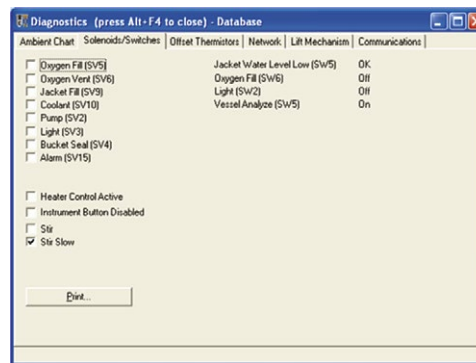 Diagnostics (press Alt+F4 to close) - Database
Ambient Chart Solenoids/Switches Offset Thermistors Network Lift Mechanism Communications
Oxygen Fill (SV5) Jacket Water Level Low (SW5) OK
Oxygen Vent (SV6) Oxygen Fill (SW6) Off
Jacket Fill (SV9) Light (SW2) Off
Coolant (SV10) Vessel Analyze (SW5) On
Pump (SV2)
Light (SV3)
Bucket Seal (SV4)
Alarm (SV15)
Heater Control Active
Instrument Button Disabled
Stir
Stir Slow
Print...